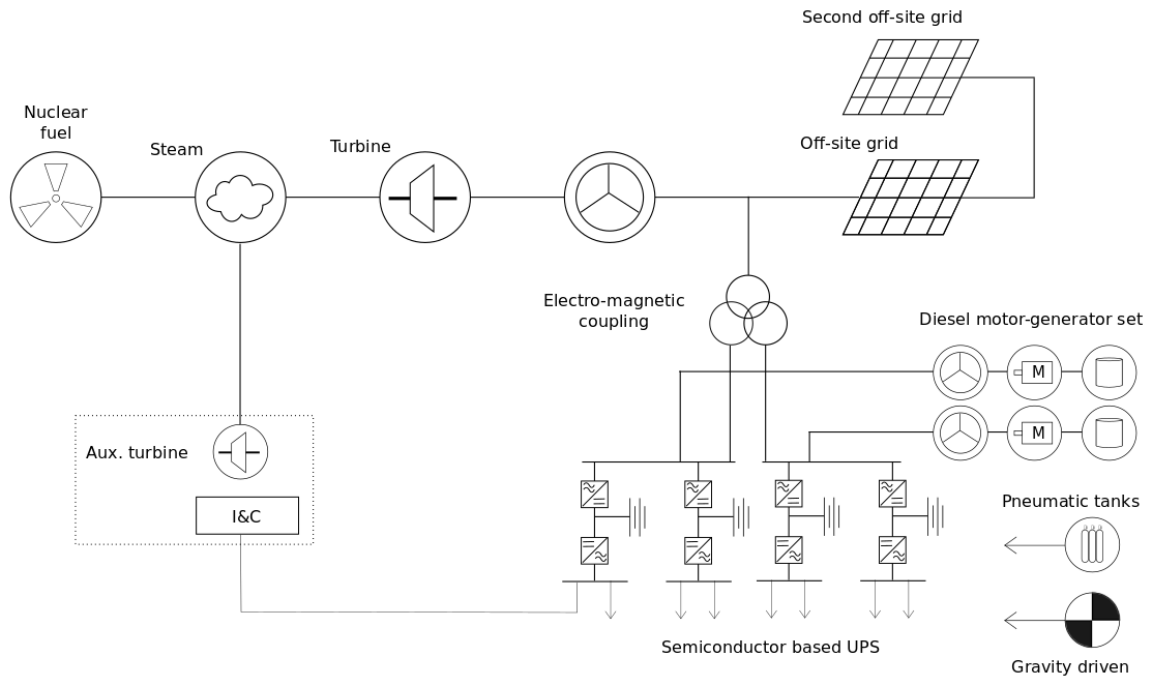 Second off-site grid
Nuclear
fuel
Steam
Turbine
Off-site grid
Electro-magnetic
coupling
Diesel motor-generator set
M
M
Aux. turbine
I&C
Pneumatic tanks
Semiconductor based UPS
Gravity driven